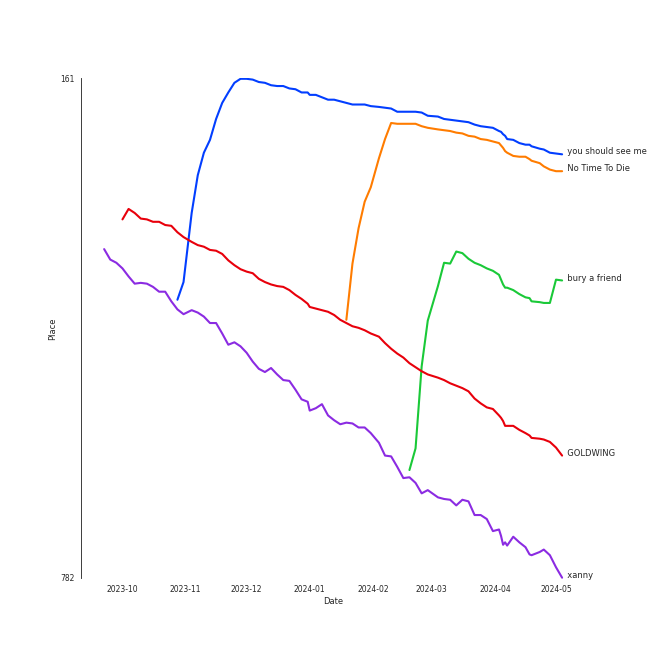 161
you should see me
No Time To Die
bury a friend
Place
GOLDWING
xanny
782
2023-10 2023-11 2023-12 2024-01 2024-02 2024-03 2024-04 2024-05
Date